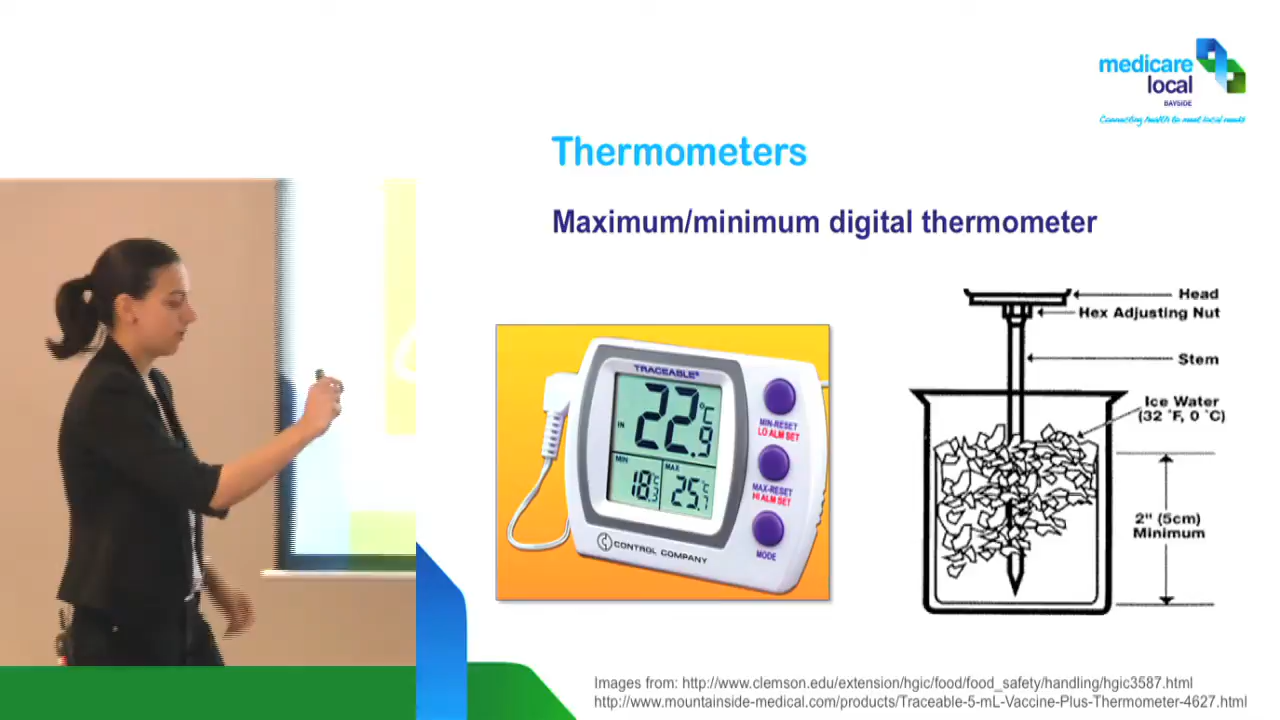 medicare
local
BAYSIDE
Connecting health to meet local needs
Thermometers
Maximum/minimum digital thermometer
TRACEABLE®
22.9 °C
IN
MIN
18.3 °C
MAX
25.7 °C
MIN-RESET
LO ALM SET
MAX-RESET
HI ALM SET
MODE
CONTROL COMPANY
Head
Hex Adjusting Nut
Stem
Ice Water
(32 °F, 0 °C)
2" (5cm)
Minimum
Images from: http://www.clemson.edu/extension/hgic/food/food_safety/handling/hgic3587.html
http://www.mountainside-medical.com/products/Traceable-5-mL-Vaccine-Plus-Thermometer-4627.html